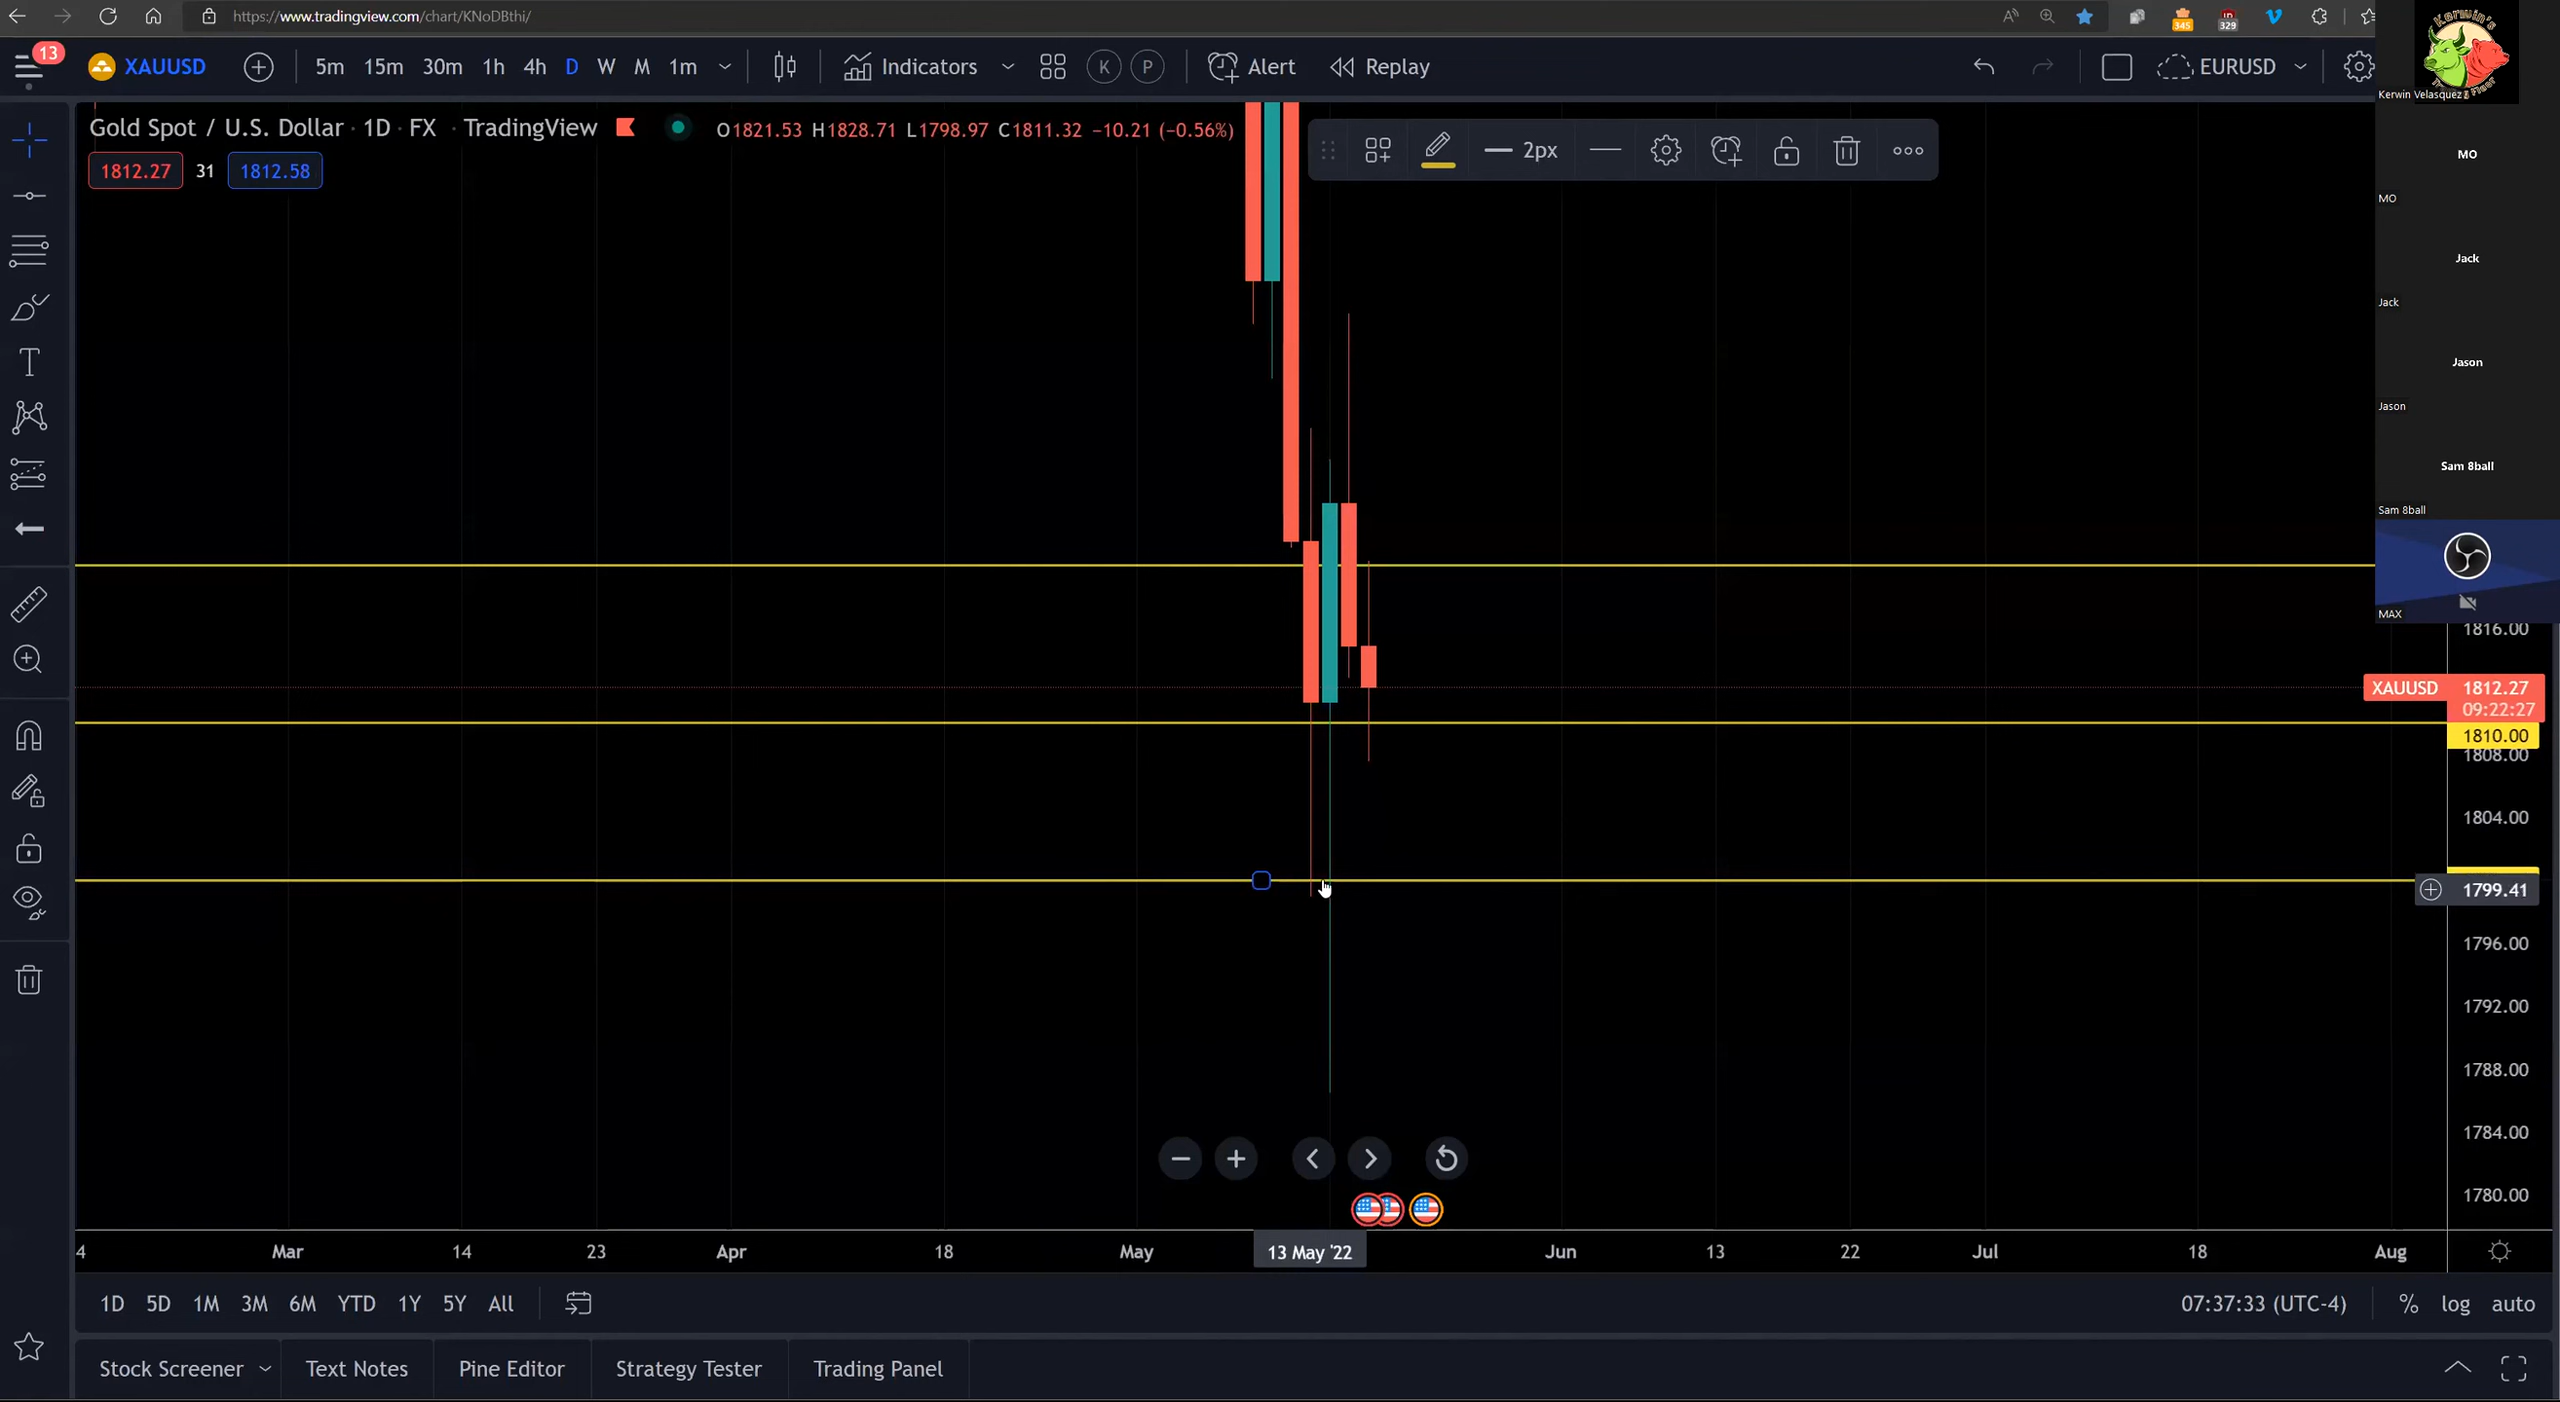 https://www.tradingview.com/chart/KNoDBthi/
345
329
13
XAUUSD
5m 15m 30m 1h 4h D W M 1m
Indicators
K P
Alert
Replay
EURUSD
Gold Spot / U.S. Dollar · 1D · FX · TradingView
O1821.53 H1828.71 L1798.97 C1811.32 −10.21 (−0.56%)
1812.27 31 1812.58
2px
Kerwin's
Kerwin Velasquez
MO
MO
Jack
Jack
Jason
Jason
Sam 8ball
Sam 8ball
MAX
1816.00
XAUUSD 1812.27
09:22:27
1810.00
1808.00
1804.00
1799.41
1796.00
1792.00
1788.00
1784.00
1780.00
4 Mar 14 23 Apr 18 May 13 May '22 Jun 13 22 Jul 18 Aug
1D 5D 1M 3M 6M YTD 1Y 5Y All
07:37:33 (UTC-4) % log auto
Stock Screener Text Notes Pine Editor Strategy Tester Trading Panel